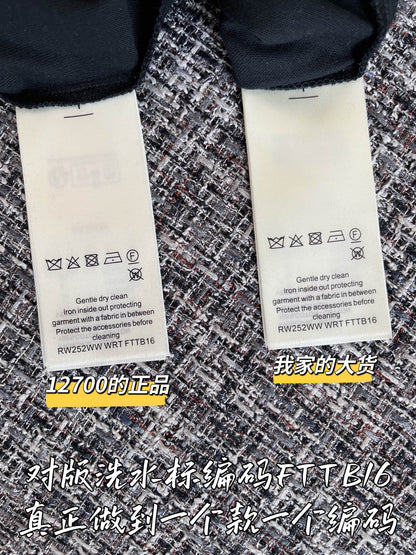 Gentle dry clean
Iron inside out protecting
garment with a fabric in between
Protect the accessories before
cleaning
RW252WW WRT FTTB16
Gentle dry clean
Iron inside out protecting
garment with a fabric in between
Protect the accessories before
cleaning
RW252WW WRT FTTB16
12700的正品
我家的大货
对版洗水标编码FTTB16
真正做到一个款一个编码